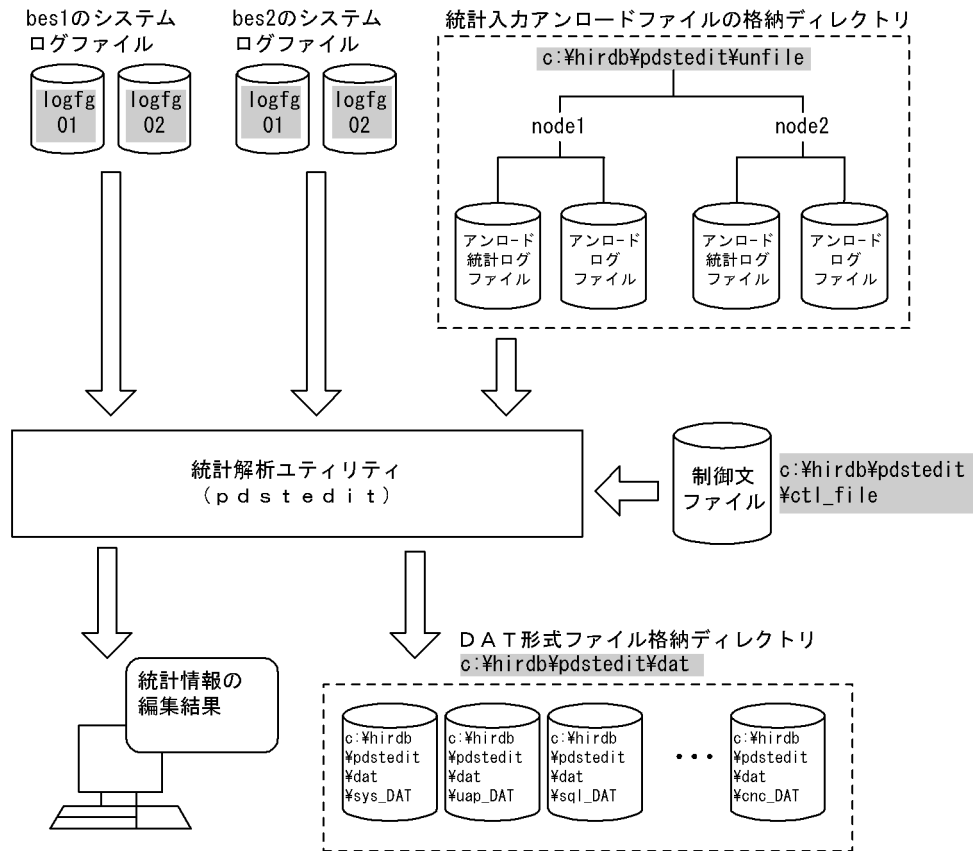 bes1のシステム
ログファイル
bes2のシステム
ログファイル
統計入力アンロードファイルの格納ディレクトリ
logfg
01
logfg
02
logfg
01
logfg
02
c:¥hirdb¥pdstedit¥unfile
node1
node2
アンロード
統計ログ
ファイル
アンロード
ログ
ファイル
アンロード
統計ログ
ファイル
アンロード
ログ
ファイル
統計解析ユティリティ
(pdstedit)
制御文
ファイル
c:¥hirdb¥pdstedit
¥ctl_file
DAT形式ファイル格納ディレクトリ
c:¥hirdb¥pdstedit¥dat
統計情報の
編集結果
c:¥hirdb
¥pdstedit
¥dat
¥sys_DAT
c:¥hirdb
¥pdstedit
¥dat
¥uap_DAT
c:¥hirdb
¥pdstedit
¥dat
¥sql_DAT
・・・
c:¥hirdb
¥pdstedit
¥dat
¥cnc_DAT